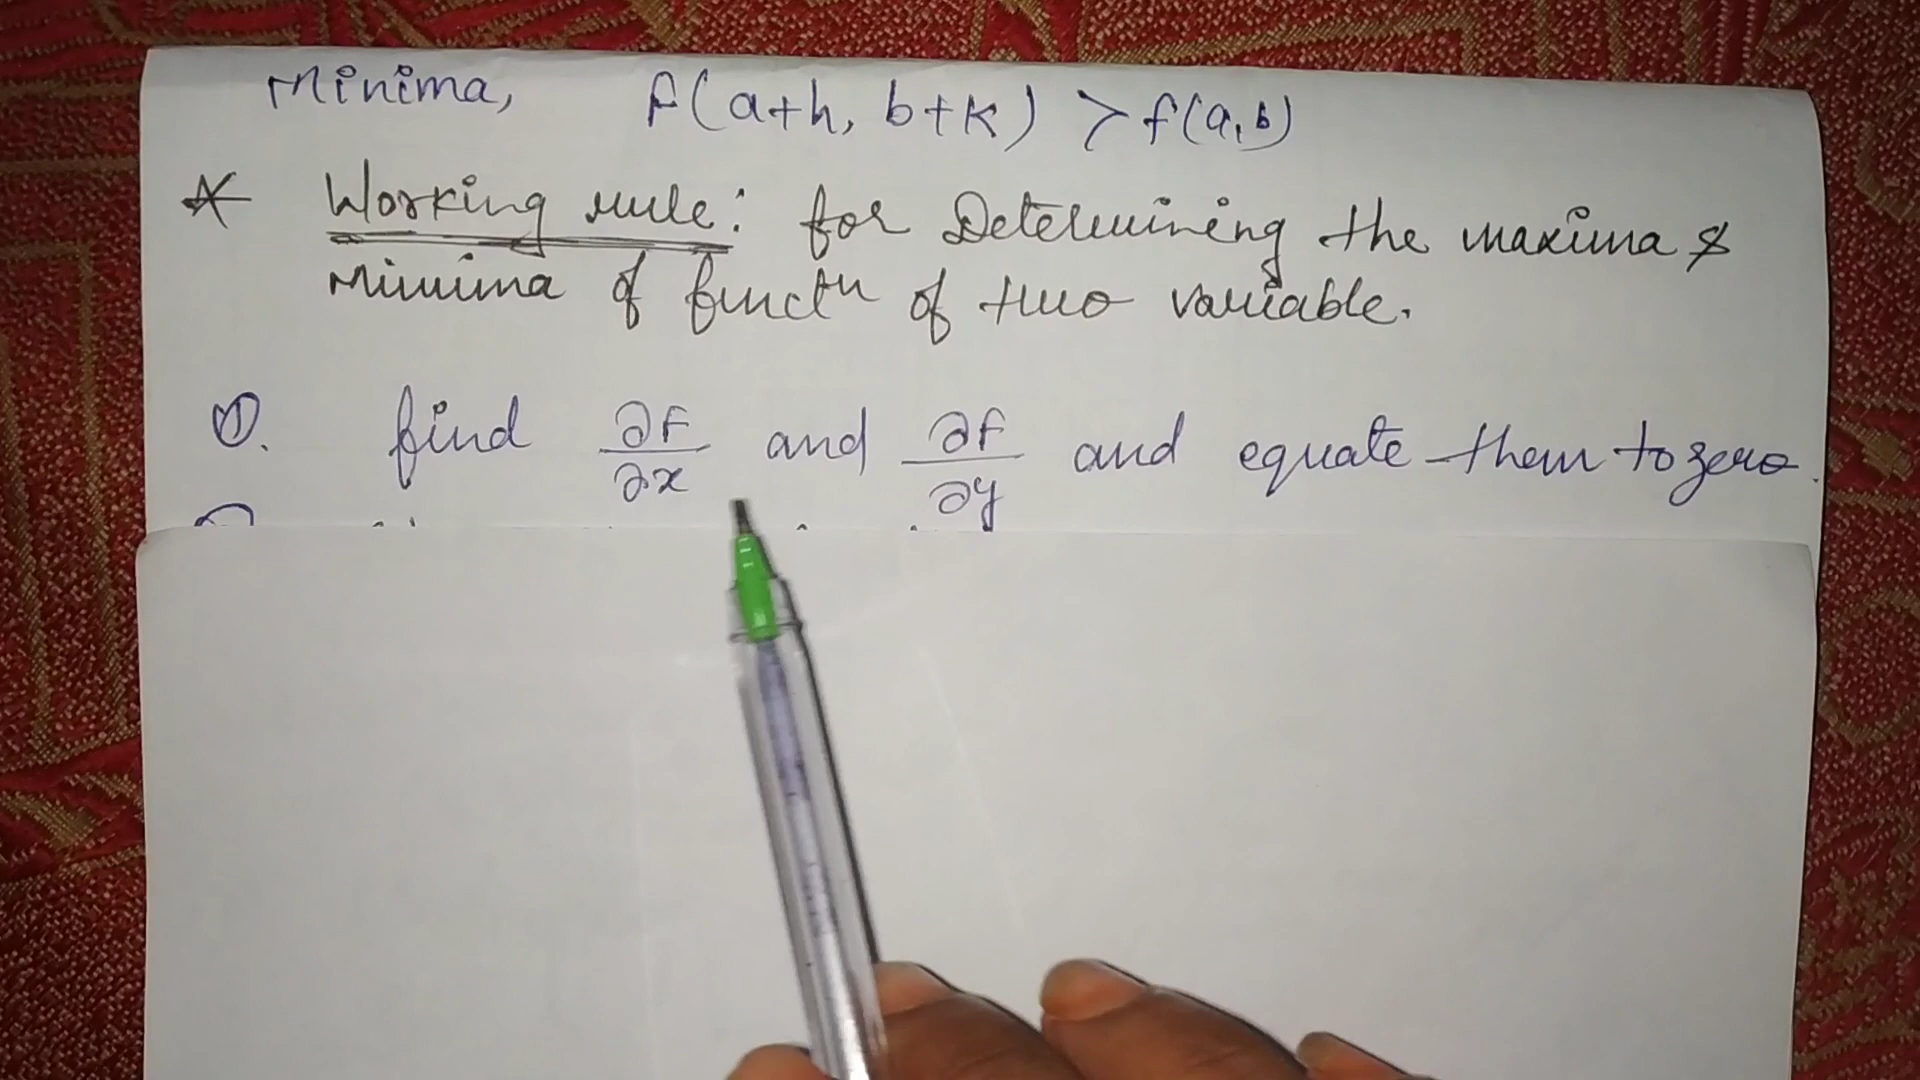 Minima, f(a+h, b+k) > f(a,b)
* Working rule: for Determining the maxima &
Minima of functn of two variable.
①. find ∂f/∂x and ∂f/∂y and equate them to zero.